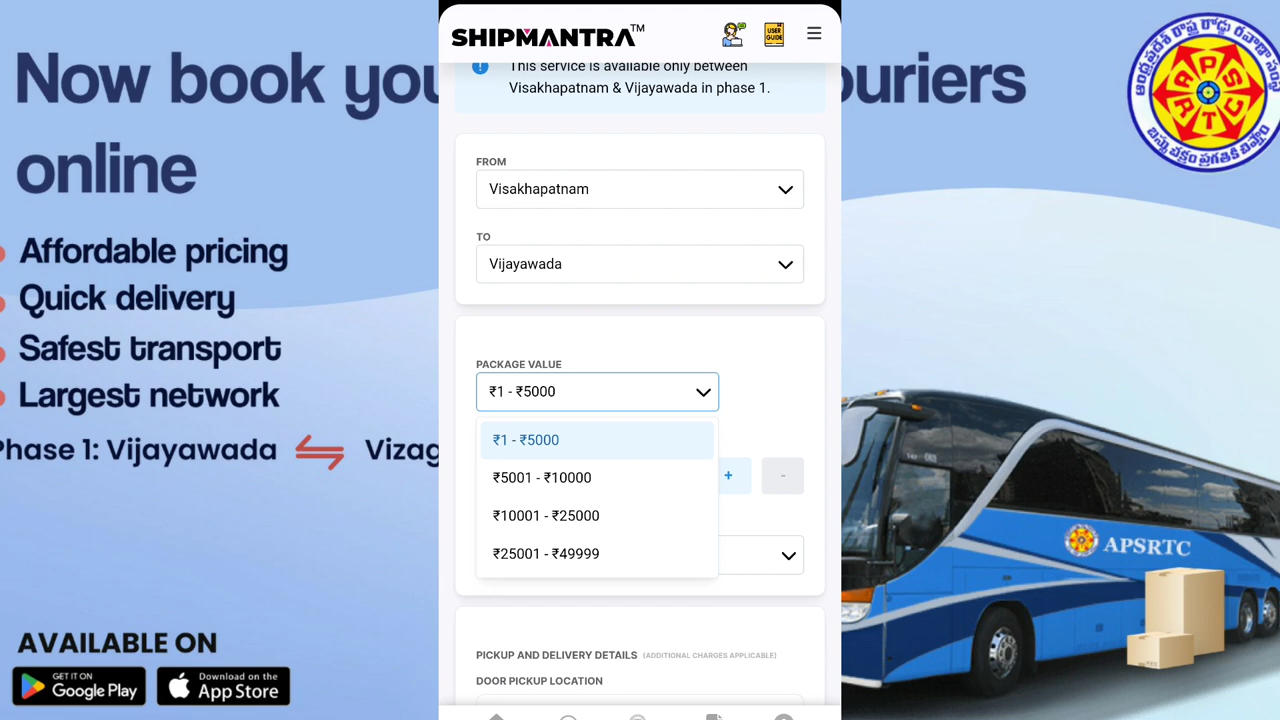 Now book you
ouriers
online
Affordable pricing
Quick delivery
Safest transport
Largest network
Phase 1: Vijayawada
Vizag
AVAILABLE ON
GET IT ON
Google Play
Download on the
App Store
SHIPMANTRA™
USER
GUIDE
This service is available only between
Visakhapatnam & Vijayawada in phase 1.
FROM
Visakhapatnam
TO
Vijayawada
PACKAGE VALUE
₹1 - ₹5000
₹1 - ₹5000
₹5001 - ₹10000
₹10001 - ₹25000
₹25001 - ₹49999
+
-
PICKUP AND DELIVERY DETAILS (ADDITIONAL CHARGES APPLICABLE)
DOOR PICKUP LOCATION
APSRTC
APSRTC